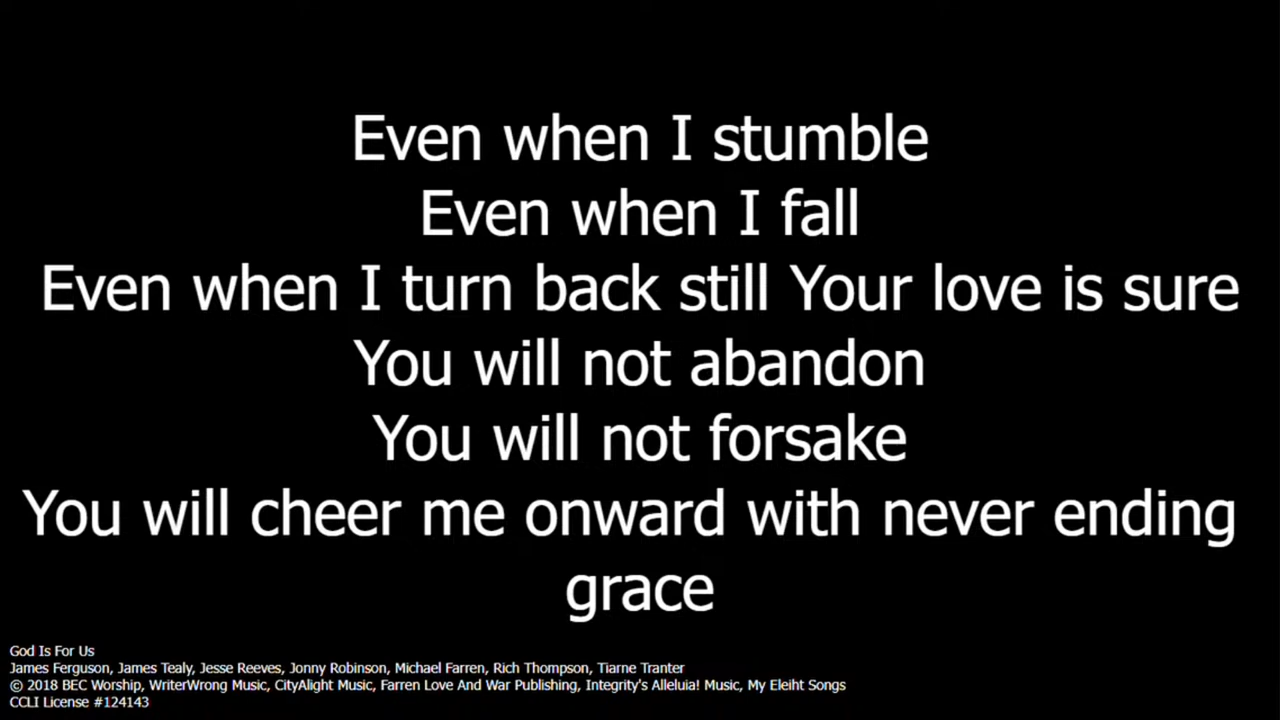 Even when I stumble
Even when I fall
Even when I turn back still Your love is sure
You will not abandon
You will not forsake
You will cheer me onward with never ending
grace
God Is For Us
James Ferguson, James Tealy, Jesse Reeves, Jonny Robinson, Michael Farren, Rich Thompson, Tiarne Tranter
© 2018 BEC Worship, WriterWrong Music, CityAlight Music, Farren Love And War Publishing, Integrity's Alleluia! Music, My Eleiht Songs
CCLI License #124143